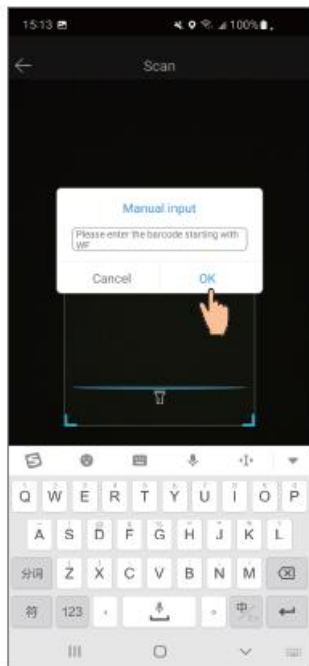 15:13
100%
Scan
Manual input
Please enter the barcode starting with
WF
Cancel
OK
Q W E R T Y U I O P
A S D F G H J K L
分词 Z X C V B N M
符 123 中